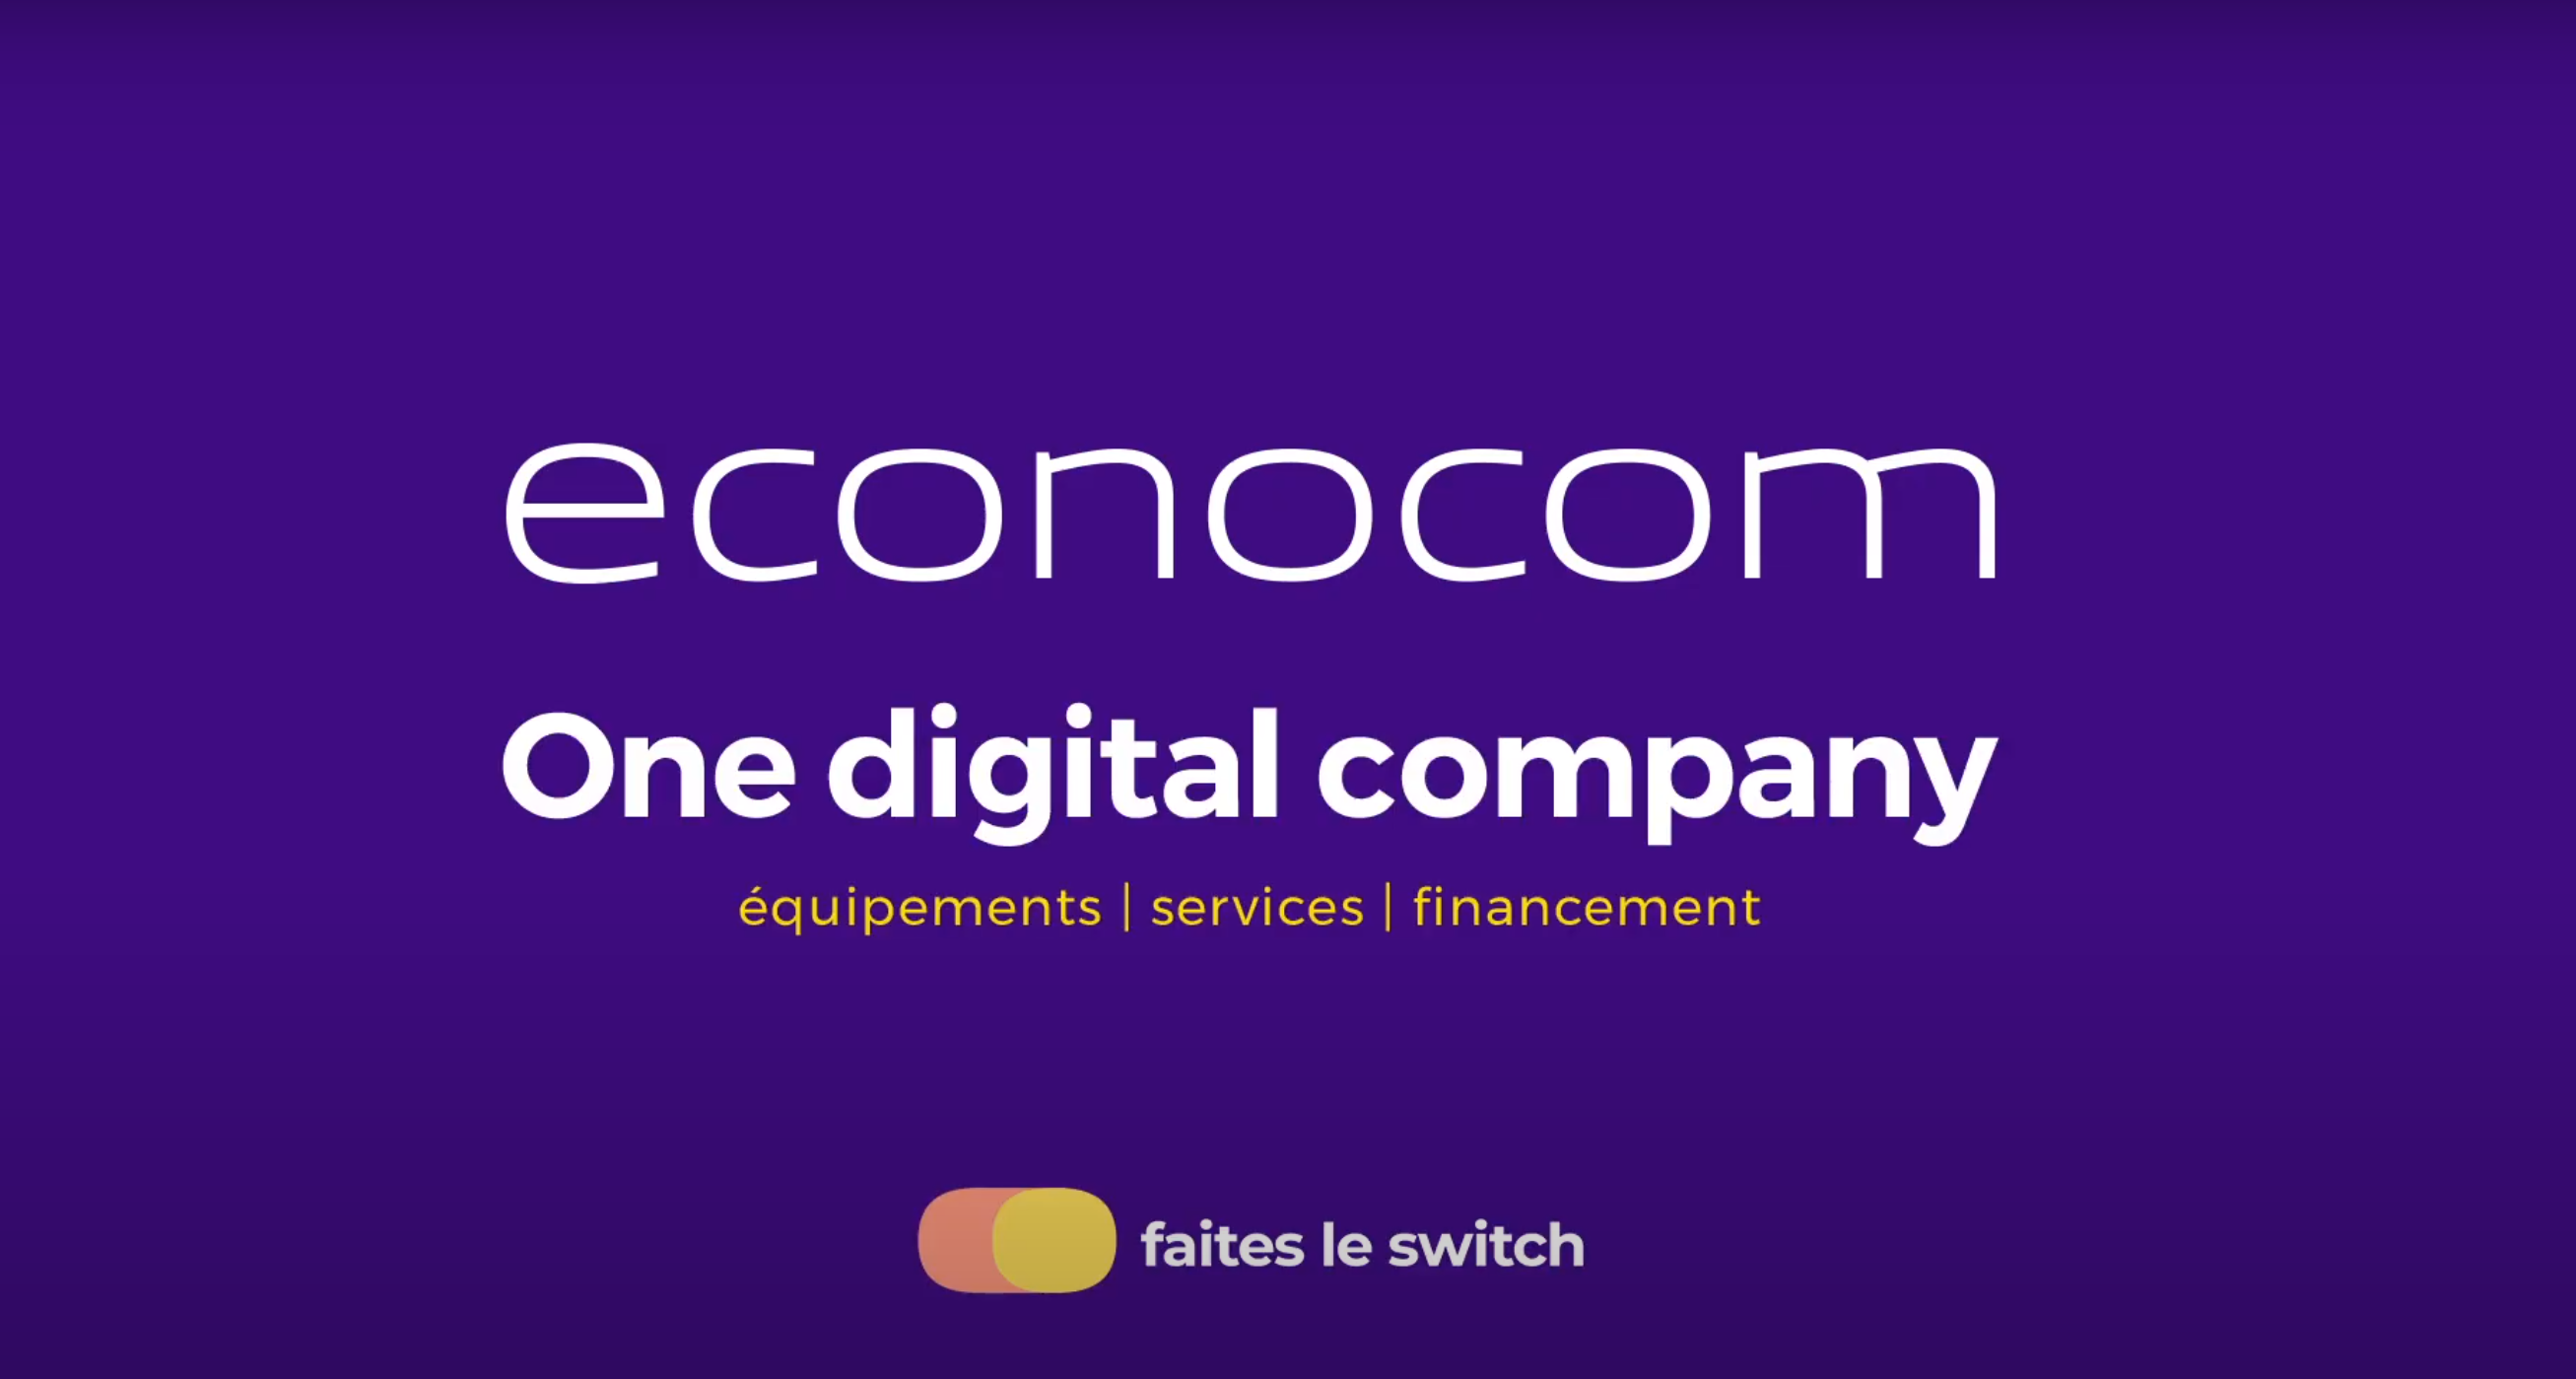 econocom
One digital company
équipements | services | financement
faites le switch